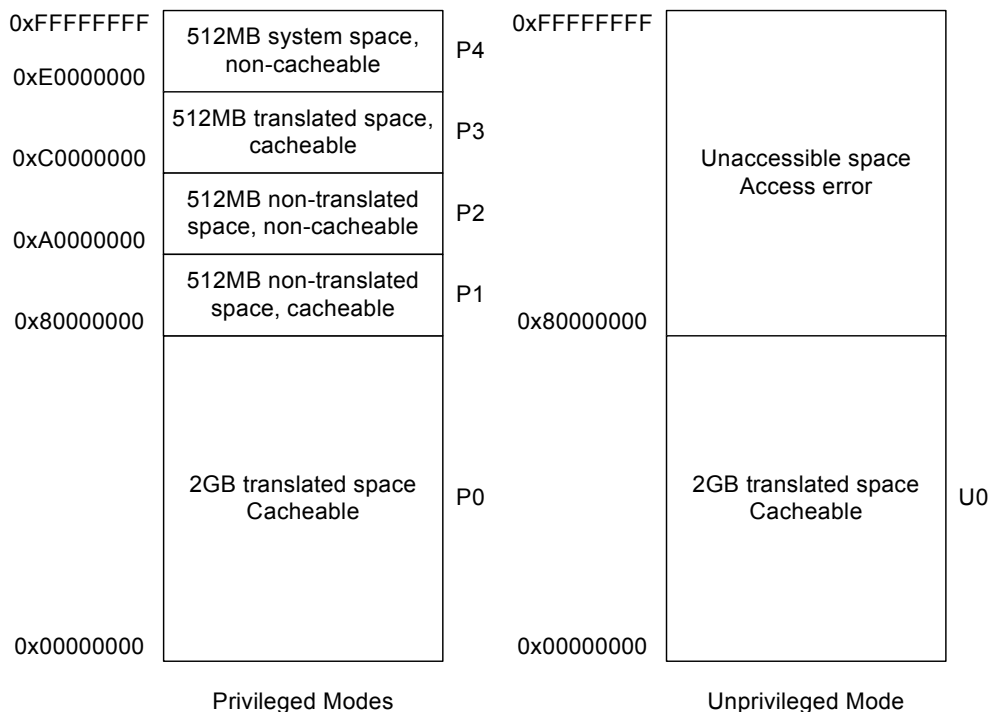 0xFFFFFFFF
512MB system space,
non-cacheable
P4
0xE0000000
512MB translated space,
cacheable
P3
0xC0000000
512MB non-translated
space, non-cacheable
P2
0xA0000000
512MB non-translated
space, cacheable
P1
0x80000000
2GB translated space
Cacheable
P0
0x00000000
Privileged Modes
0xFFFFFFFF
Unaccessible space
Access error
0x80000000
2GB translated space
Cacheable
U0
0x00000000
Unprivileged Mode